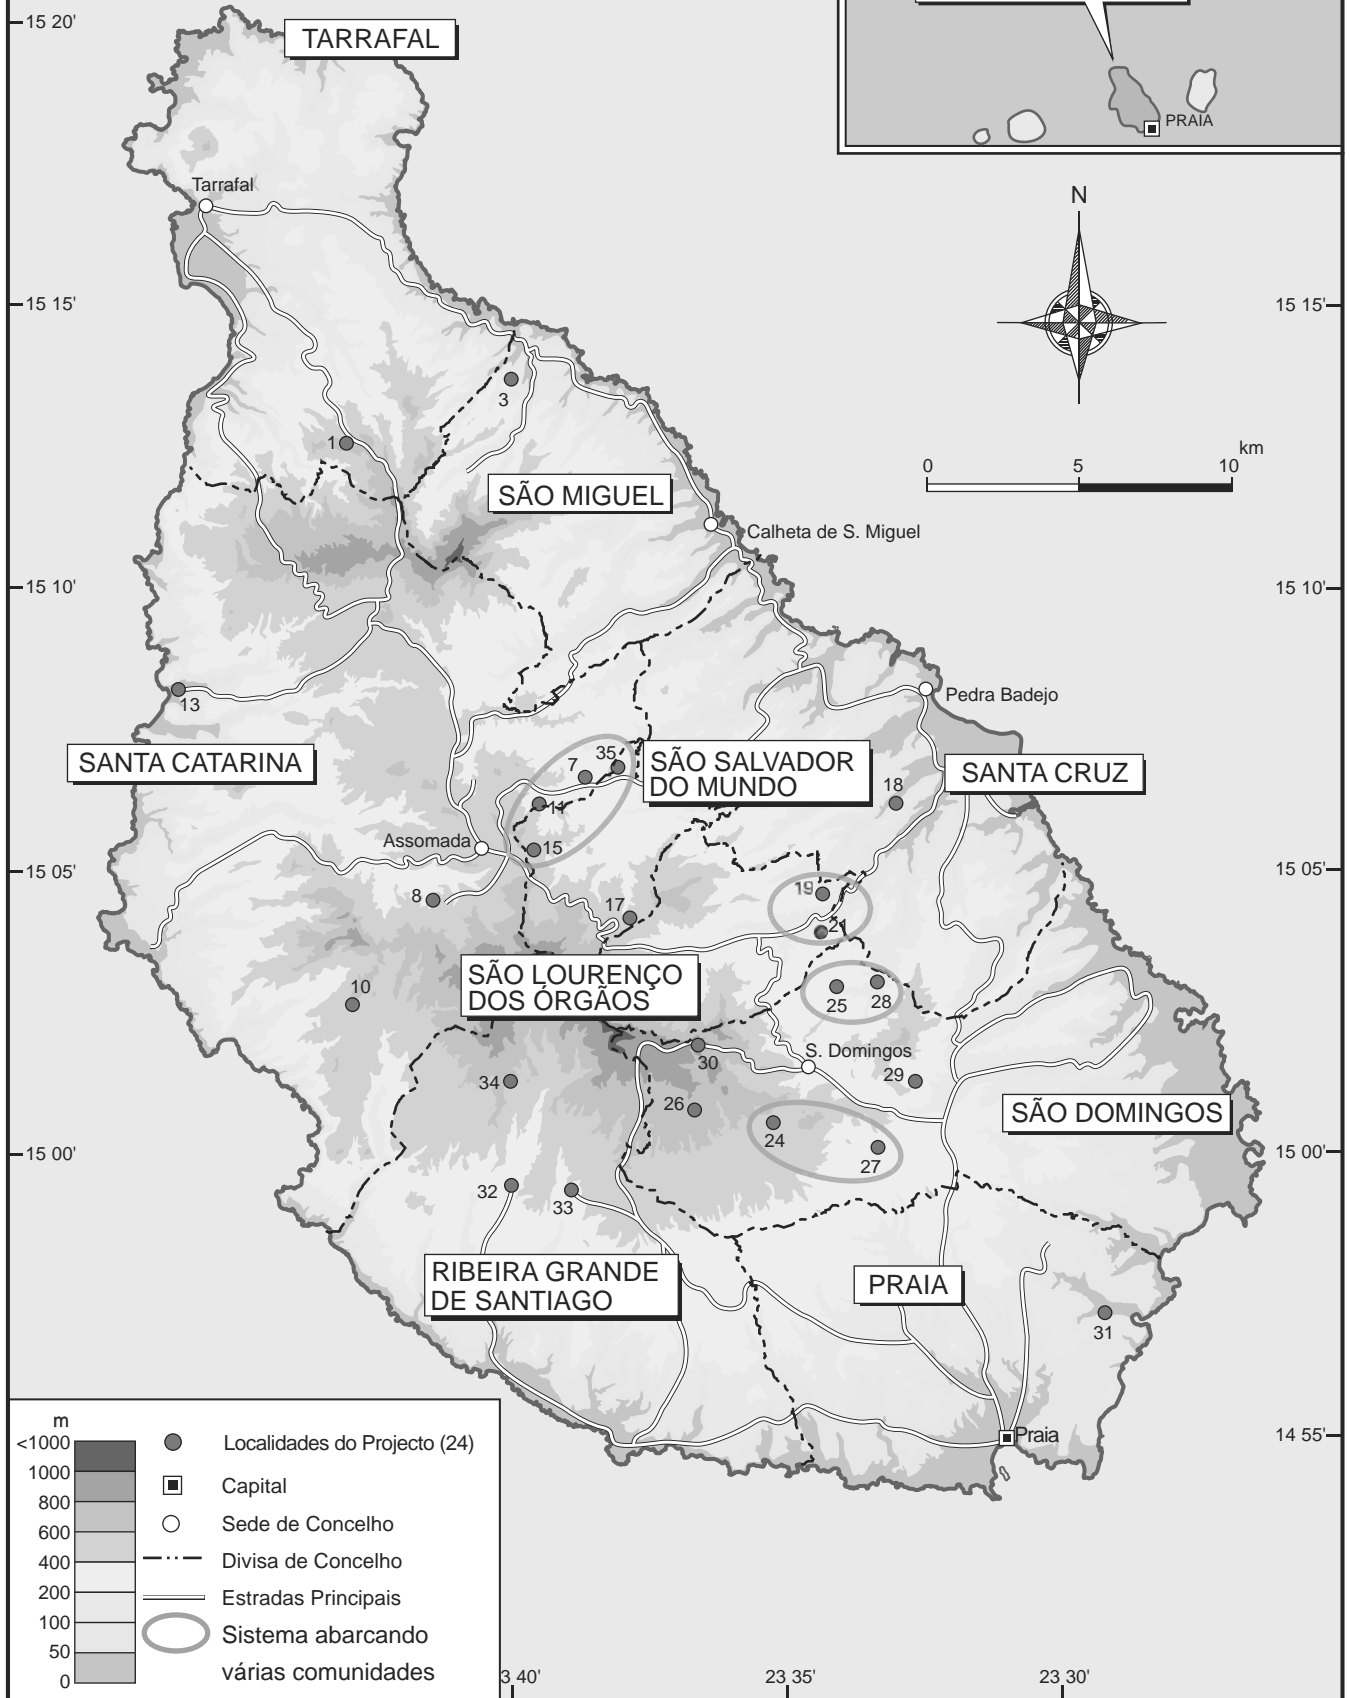 15 20'
TARRAFAL
PRAIA
Tarrafal
N
15 15'
15 15'
3
1
km
0
5
10
SÃO MIGUEL
Calheta de S. Miguel
15 10'
15 10'
13
Pedra Badejo
SANTA CATARINA
7
35
SÃO SALVADOR
DO MUNDO
SANTA CRUZ
18
11
Assomada
15
15 05'
15 05'
8
17
19
21
SÃO LOURENÇO
DOS ÓRGÃOS
10
25
28
30
S. Domingos
34
29
26
SÃO DOMINGOS
24
27
15 00'
15 00'
32
33
RIBEIRA GRANDE
DE SANTIAGO
PRAIA
31
14 55'
Praia
m
<1000
1000
800
600
400
200
100
50
0
Localidades do Projecto (24)
Capital
Sede de Concelho
Divisa de Concelho
Estradas Principais
Sistema abarcando
várias comunidades
3 40'
23 35'
23 30'